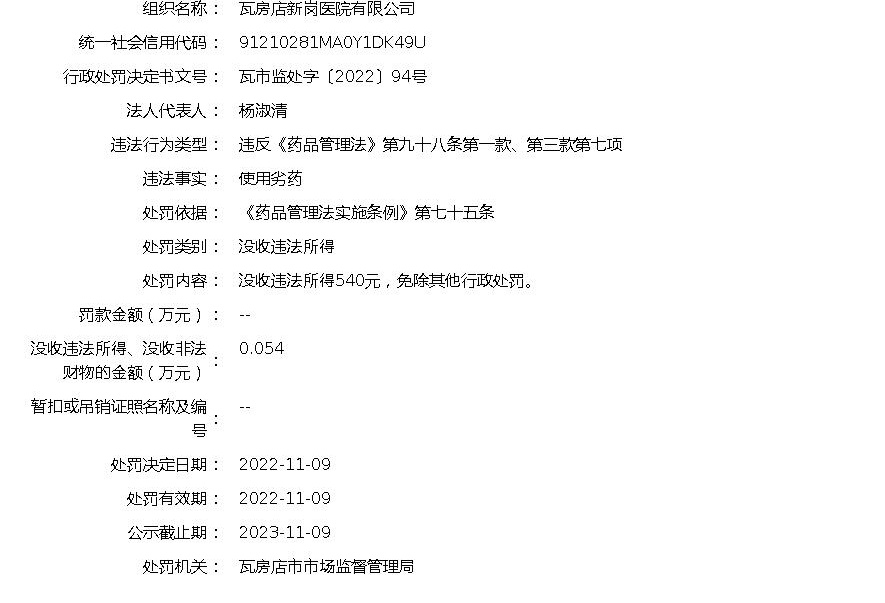 组织名称： 瓦房店新岗医院有限公司
统一社会信用代码： 91210281MA0Y1DK49U
行政处罚决定书文号： 瓦市监处字〔2022〕94号
法人代表人： 杨淑清
违法行为类型： 违反《药品管理法》第九十八条第一款、第三款第七项
违法事实： 使用劣药
处罚依据： 《药品管理法实施条例》第七十五条
处罚类别： 没收违法所得
处罚内容： 没收违法所得540元，免除其他行政处罚。
罚款金额（万元）： --
没收违法所得、没收非法
财物的金额（万元）： 0.054
暂扣或吊销证照名称及编
号： --
处罚决定日期： 2022-11-09
处罚有效期： 2022-11-09
公示截止期： 2023-11-09
处罚机关： 瓦房店市市场监督管理局